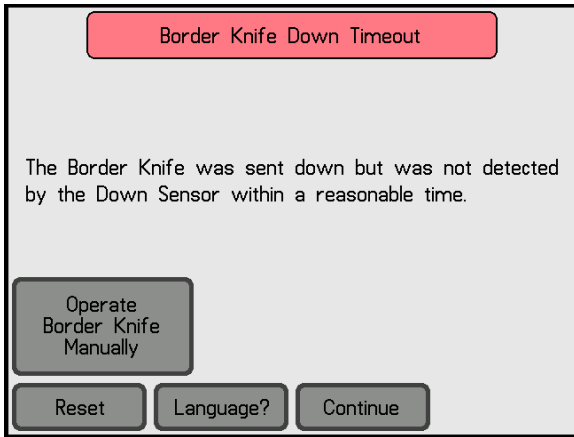 Border Knife Down Timeout
The Border Knife was sent down but was not detected
by the Down Sensor within a reasonable time.
Operate
Border Knife
Manually
Reset
Language?
Continue